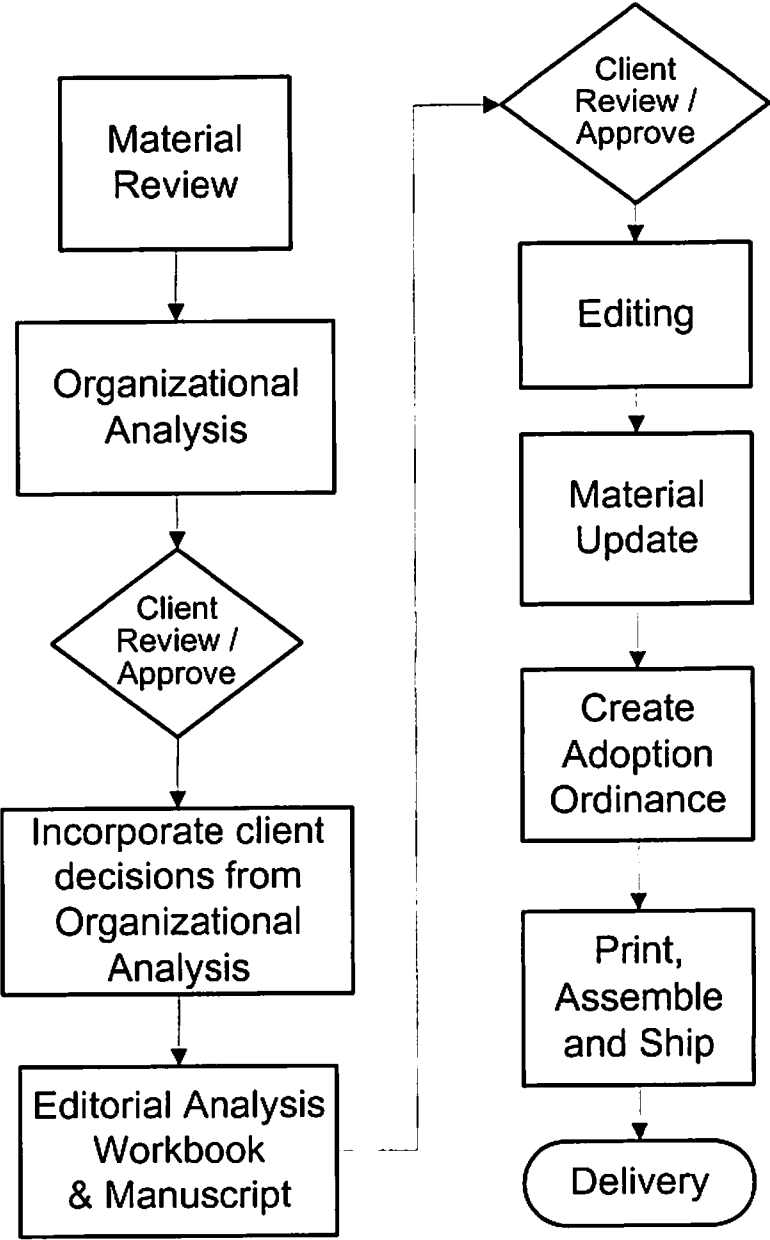 Material
Review
Organizational
Analysis
Client
Review /
Approve
Incorporate client
decisions from
Organizational
Analysis
Editorial Analysis
Workbook
& Manuscript
Client
Review /
Approve
Editing
Material
Update
Create
Adoption
Ordinance
Print,
Assemble
and Ship
Delivery